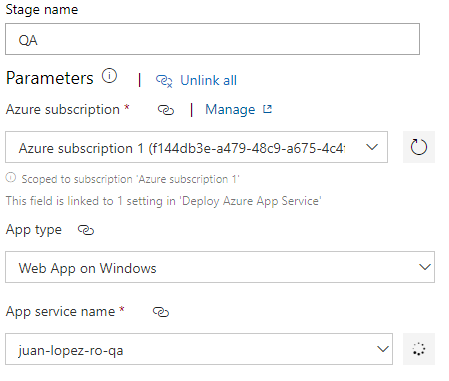 Stage name
QA
Parameters | Unlink all
Azure subscription * | Manage
Azure subscription 1 (f144db3e-a479-48c9-a675-4c4
Scoped to subscription 'Azure subscription 1'
This field is linked to 1 setting in 'Deploy Azure App Service'
App type
Web App on Windows
App service name *
juan-lopez-ro-qa